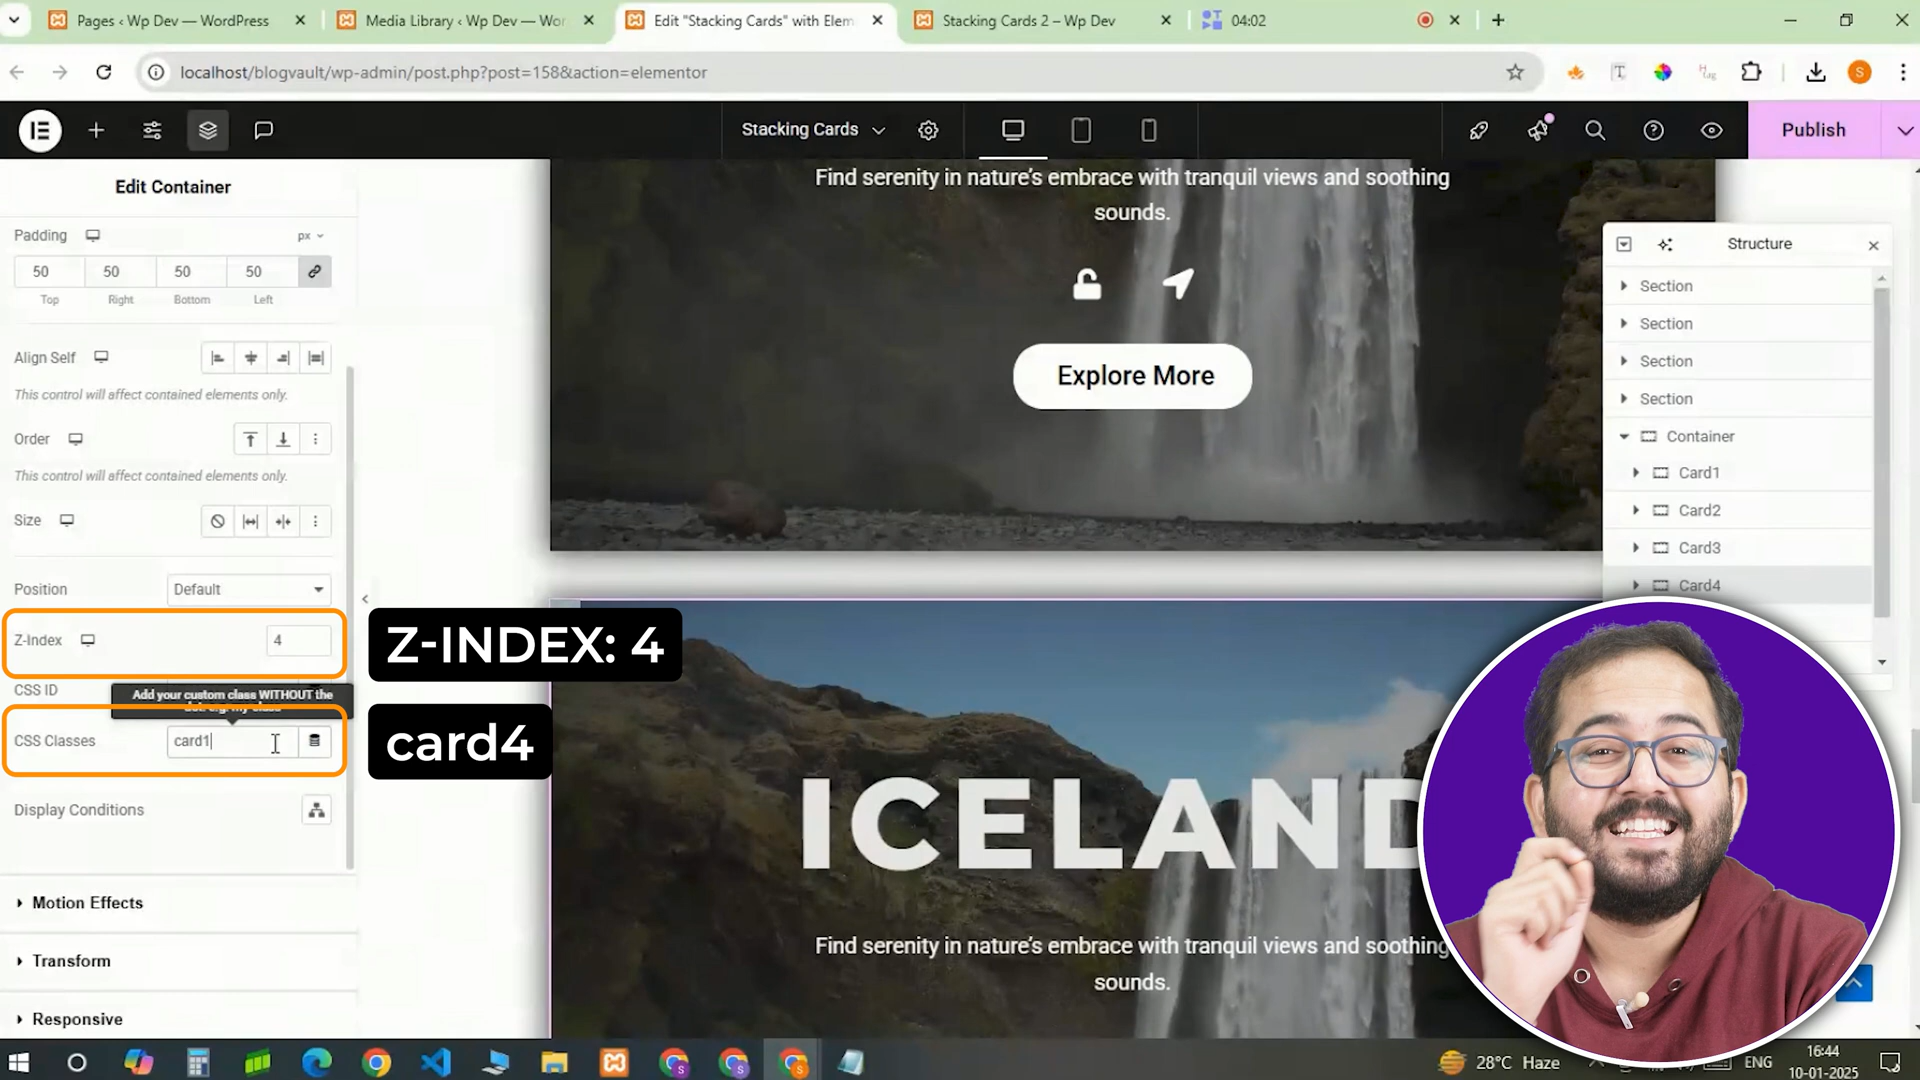 Pages ‹ Wp Dev — WordPress
Media Library ‹ Wp Dev — Wor
Edit "Stacking Cards" with Elem
Stacking Cards 2 – Wp Dev
04:02
localhost/blogvault/wp-admin/post.php?post=158&action=elementor
S
Stacking Cards
Publish
Edit Container
Padding
px
50 50 50 50
Top Right Bottom Left
Align Self
This control will affect contained elements only.
Order
This control will affect contained elements only.
Size
Position
Default
Z-Index
4
CSS ID
Add your custom class WITHOUT the
CSS Classes
card1
Display Conditions
Motion Effects
Transform
Responsive
Z-INDEX: 4
card4
Find serenity in nature's embrace with tranquil views and soothing
sounds.
Explore More
ICELAND
Find serenity in nature's embrace with tranquil views and soothing
sounds.
Structure
Section
Section
Section
Section
Container
Card1
Card2
Card3
Card4
28°C Haze
ENG
16:44
10-01-2025